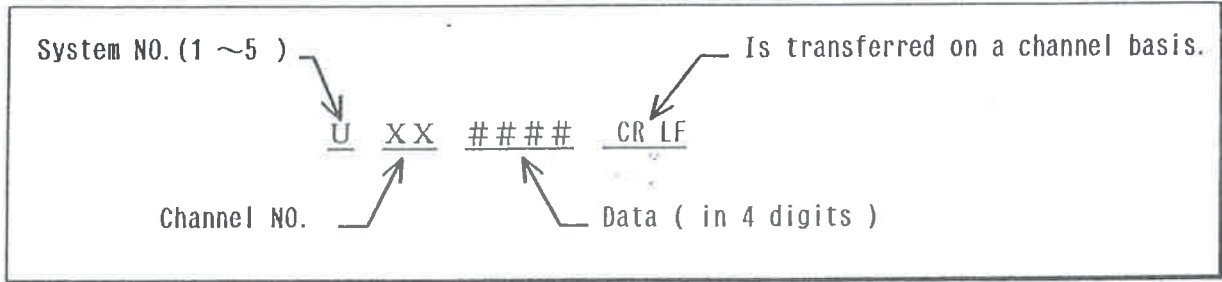 System NO.(1 ～5 )
Is transferred on a channel basis.
U XX #### CR LF
Channel NO.
Data ( in 4 digits )